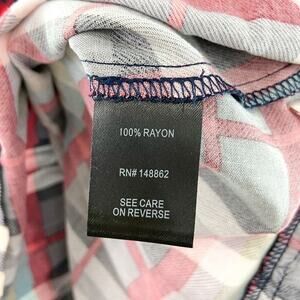 100% RAYON
RN# 148862
SEE CARE
ON REVERSE